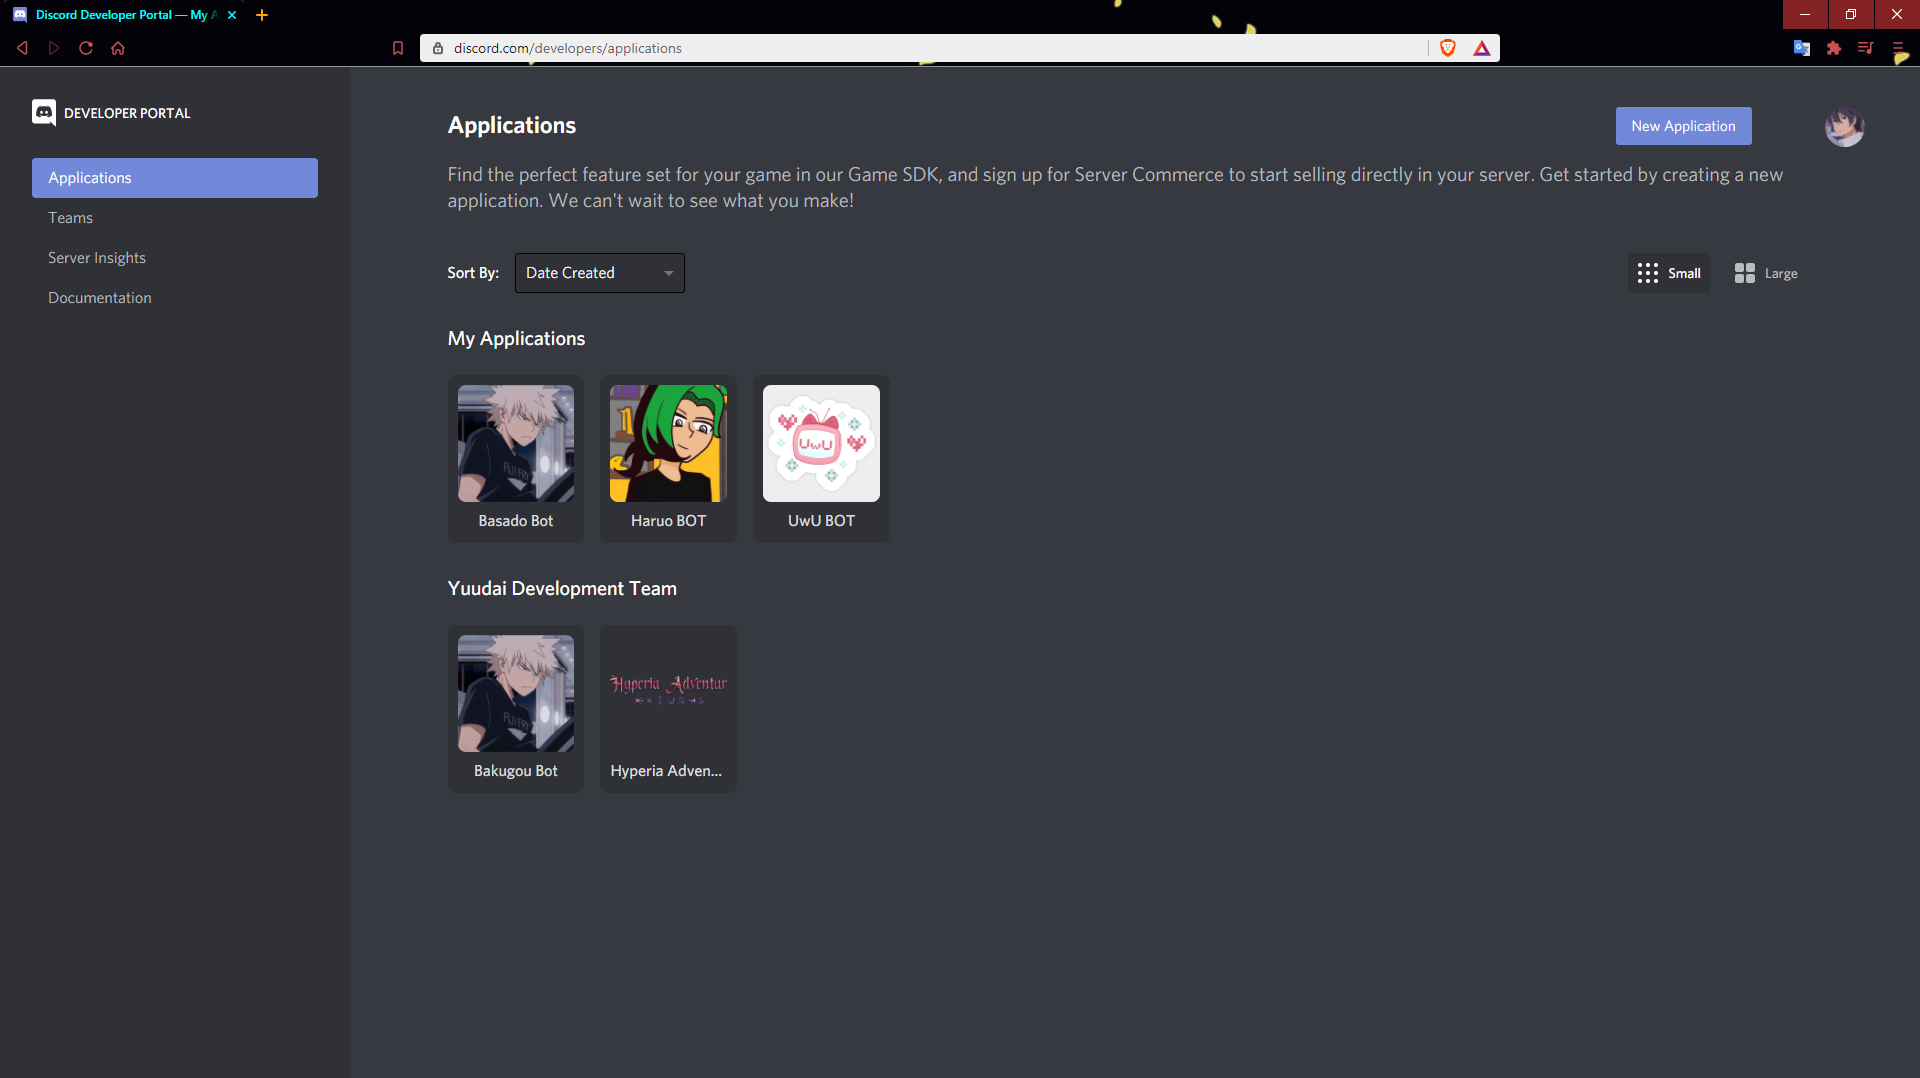 Discord Developer Portal — My A
discord.com/developers/applications
DEVELOPER PORTAL
Applications
Teams
Server Insights
Documentation
Applications
New Application
Find the perfect feature set for your game in our Game SDK, and sign up for Server Commerce to start selling directly in your server. Get started by creating a new
application. We can't wait to see what you make!
Sort By:
Date Created
Small
Large
My Applications
FUJI FRY
UwU
Basado Bot
Haruo BOT
UwU BOT
Yuudai Development Team
FUJI FRY
Hyperia Adventur
Bakugou Bot
Hyperia Adven...